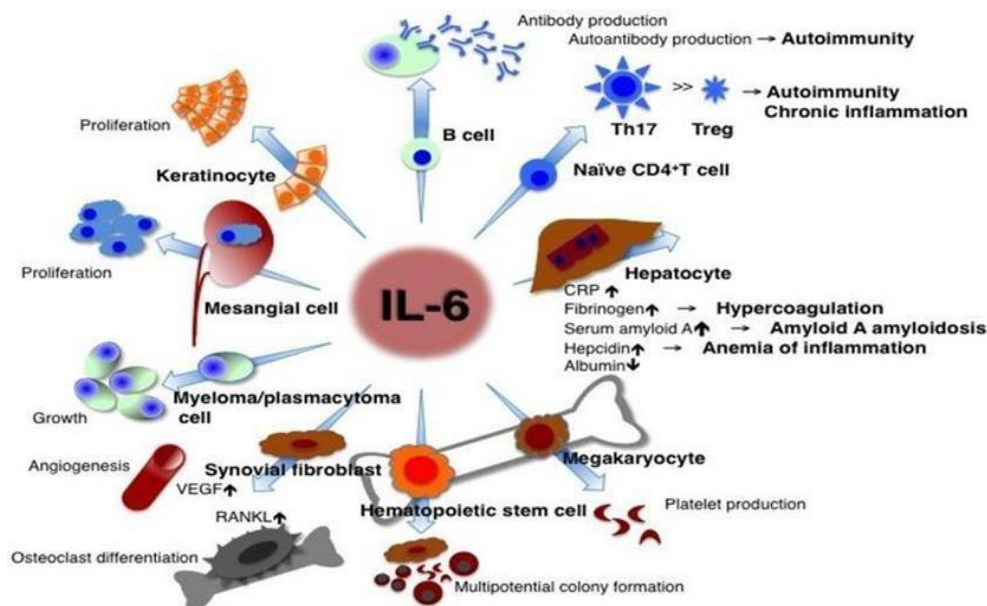 Antibody production
Autoantibody production → Autoimmunity
>> → Autoimmunity
Chronic inflammation
Th17 Treg
B cell
Naïve CD4+T cell
Proliferation
Keratinocyte
Proliferation
Mesangial cell
IL-6
Hepatocyte
CRP ↑
Fibrinogen ↑ → Hypercoagulation
Serum amyloid A ↑ → Amyloid A amyloidosis
Hepcidin ↑ → Anemia of inflammation
Albumin ↓
Myeloma/plasmacytoma
cell
Growth
Angiogenesis
Synovial fibroblast
VEGF ↑
RANKL ↑
Osteoclast differentiation
Hematopoietic stem cell
Multipotential colony formation
Megakaryocyte
Platelet production